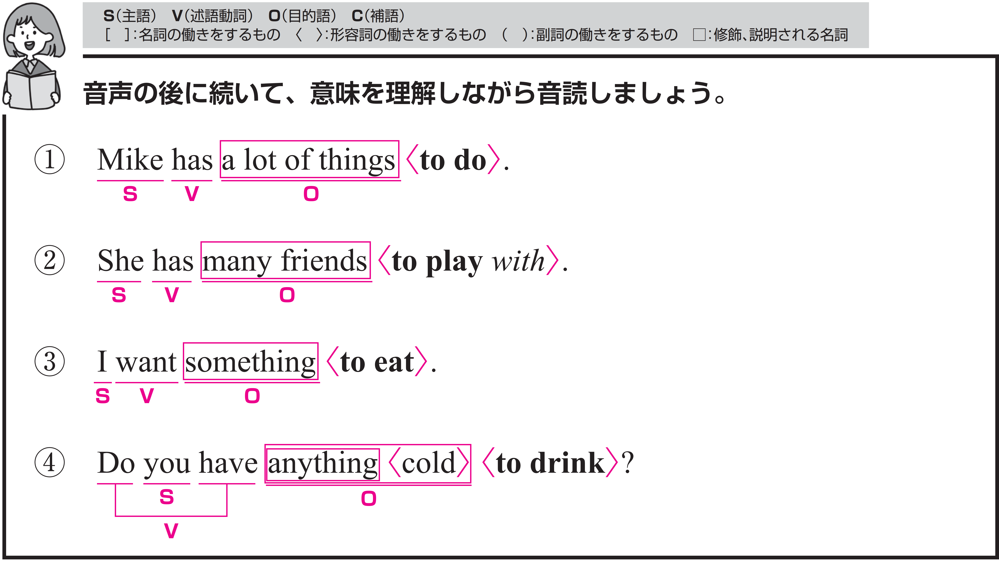 S（主語） V（述語動詞） O（目的語） C（補語）
［ ］：名詞の働きをするもの 〈 〉：形容詞の働きをするもの （ ）：副詞の働きをするもの □：修飾、説明される名詞
音声の後に続いて、意味を理解しながら音読しましょう。
① Mike has a lot of things 〈to do〉.
S V O
② She has many friends 〈to play with〉.
S V O
③ I want something 〈to eat〉.
S V O
④ Do you have anything 〈cold〉 〈to drink〉?
S O
V